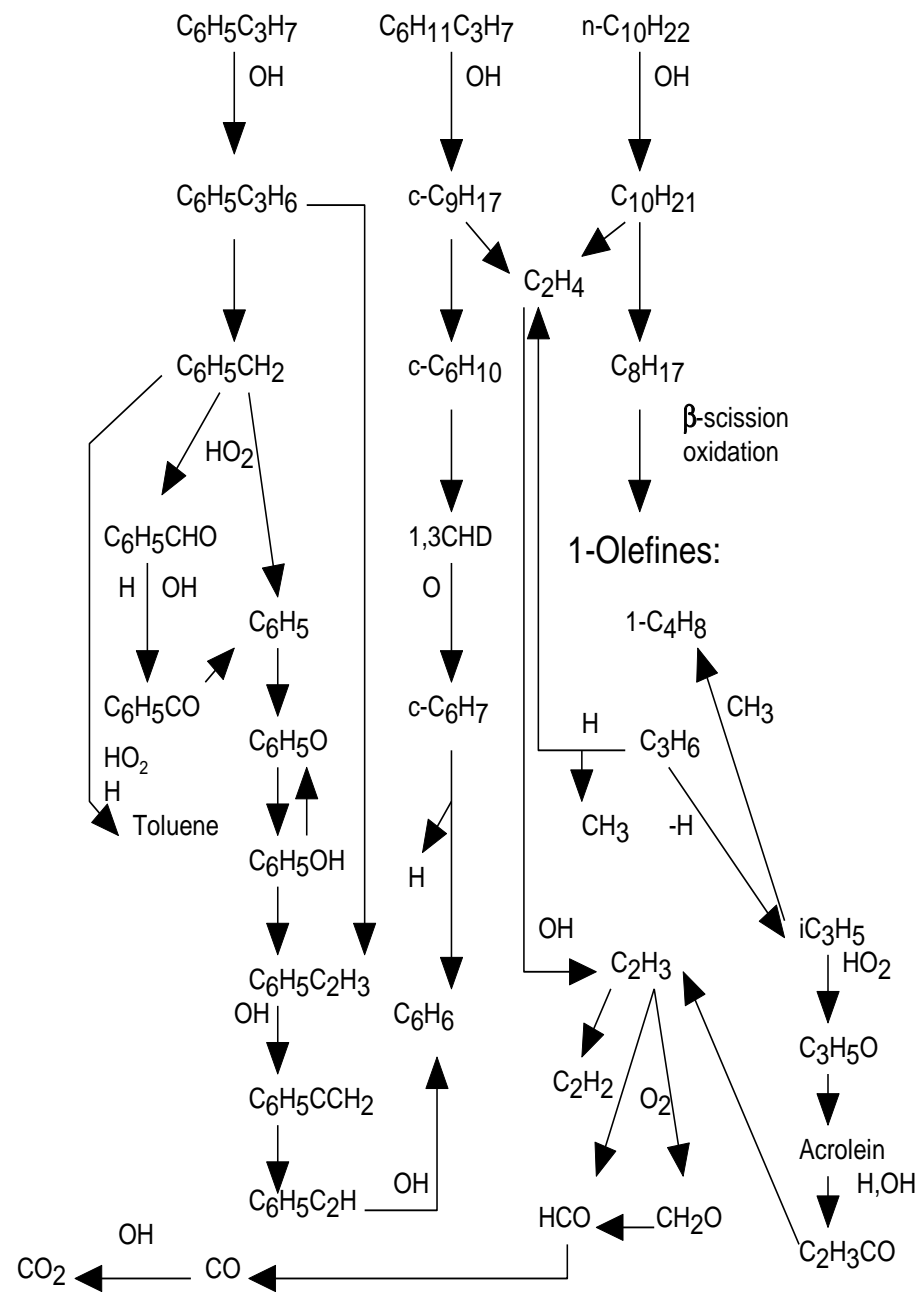 C6H5C3H7 C6H11C3H7 n-C10H22
OH OH OH
C6H5C3H6 c-C9H17 C10H21
C2H4
C6H5CH2 c-C6H10 C8H17
β-scission
HO2 oxidation
C6H5CHO 1,3CHD 1-Olefines:
H OH O
C6H5 1-C4H8
C6H5CO c-C6H7 CH3
C6H5O H C3H6
HO2
H
Toluene CH3 -H
C6H5OH
H
OH iC3H5
C6H5C2H3 C2H3 HO2
OH C6H6
C3H5O
C2H2
C6H5CCH2 O2
Acrolein
OH H,OH
C6H5C2H HCO CH2O
OH C2H3CO
CO2 CO